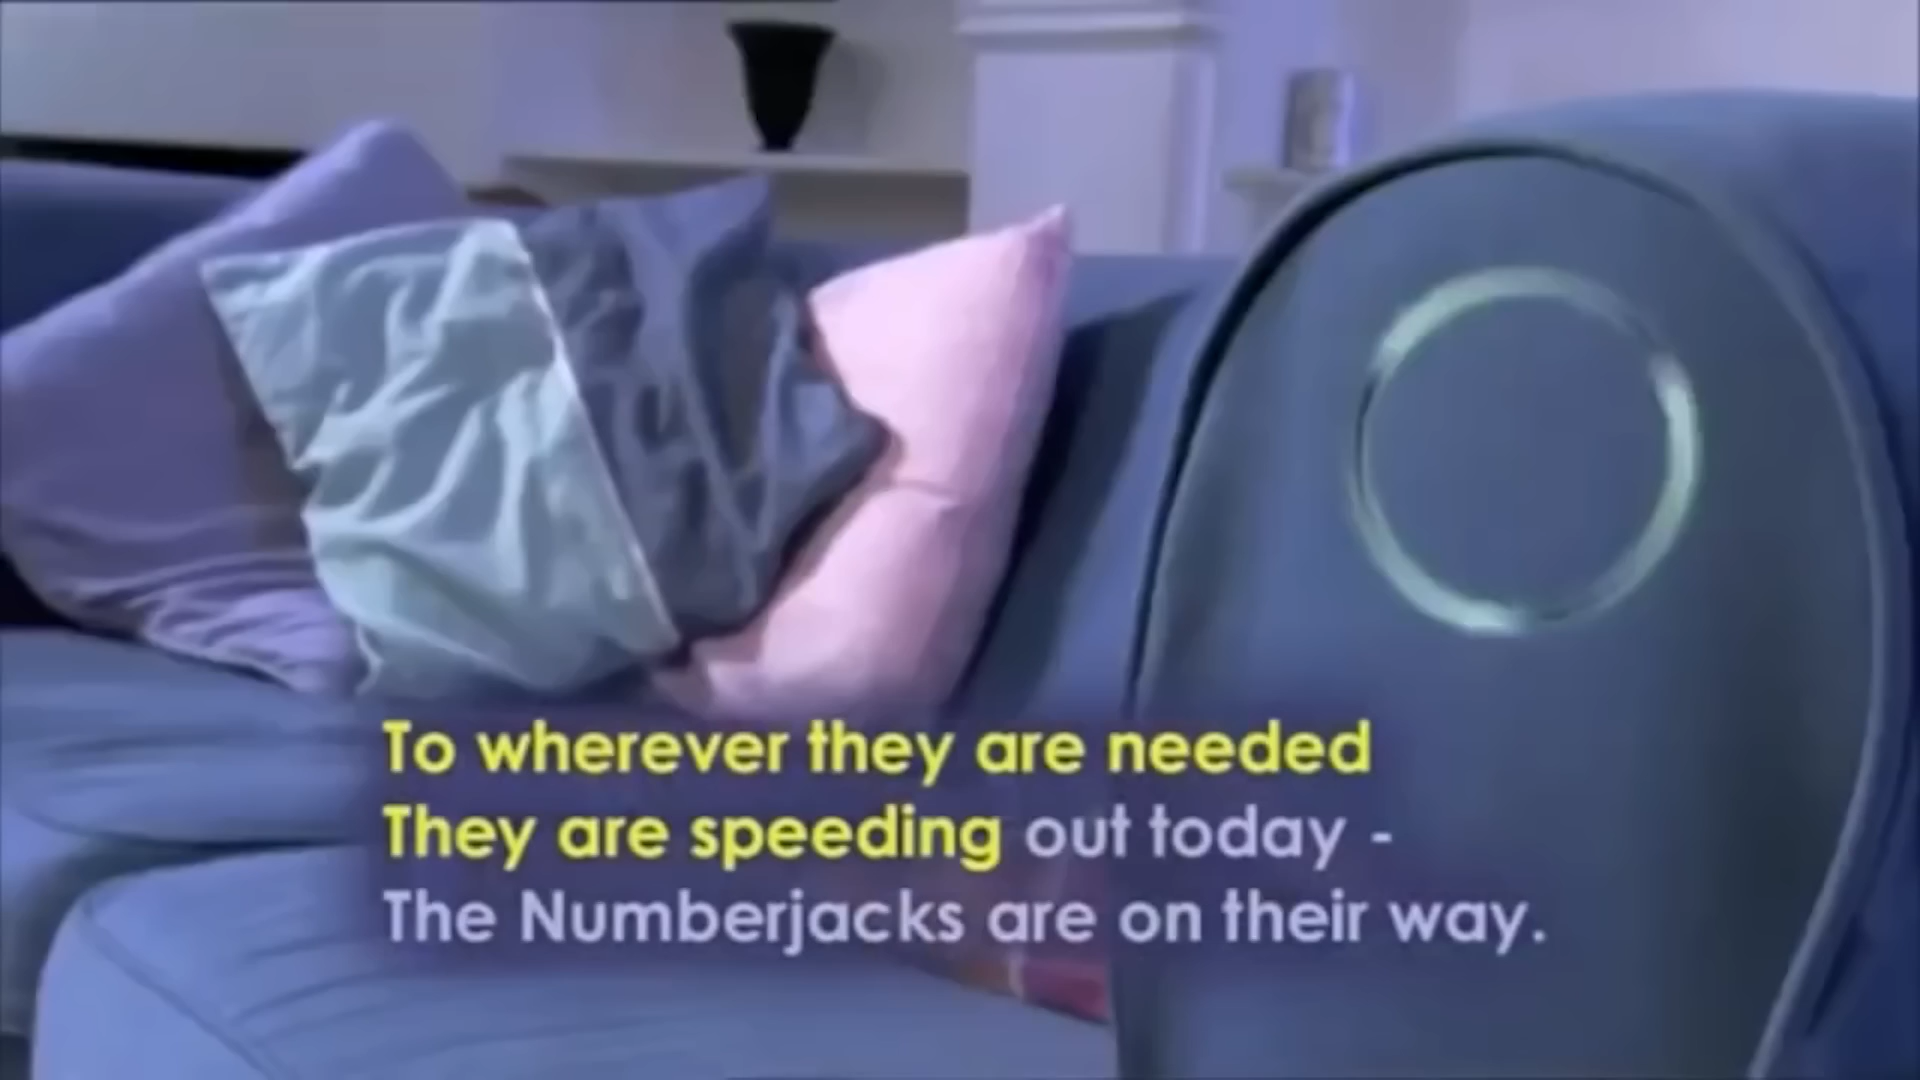 To wherever they are needed
They are speeding out today -
The Numberjacks are on their way.